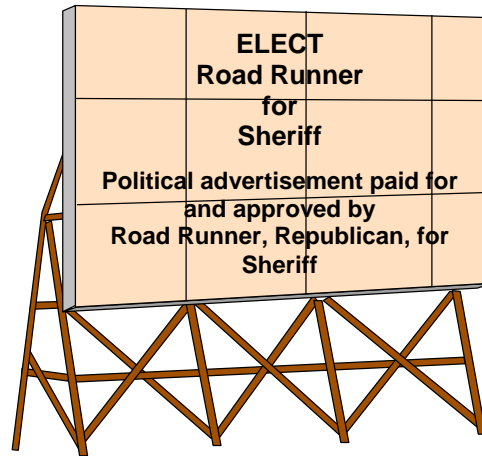 ELECT
Road Runner
for
Sheriff
Political advertisement paid for
and approved by
Road Runner, Republican, for
Sheriff